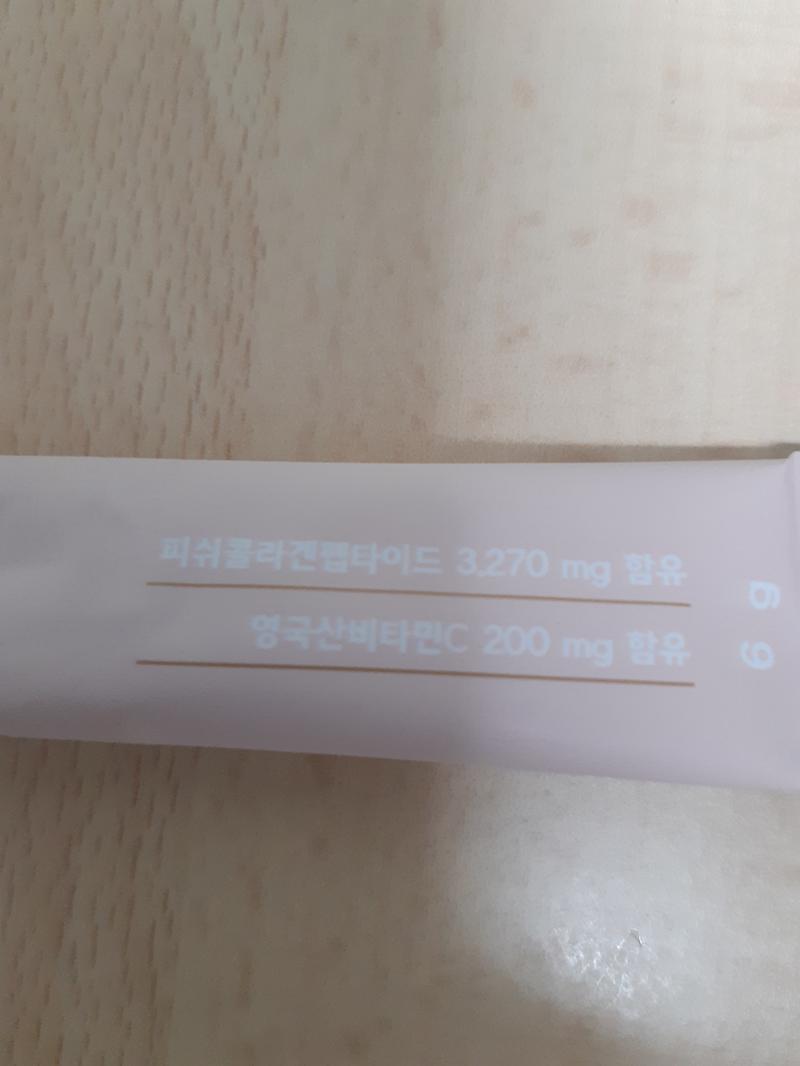 피쉬콜라겐펩타이드 3,270 mg 함유
영국산비타민C 200 mg 함유
6 g